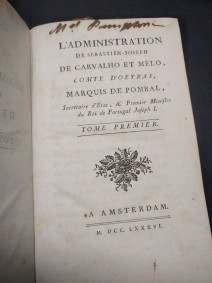 L'ADMINISTRATION
DE SEBASTIEN-JOSEPH
DE CARVALHO ET MÉLO,
COMTE D'OEYRAS,
MARQUIS DE POMBAL,
Secrétaire d'Etat, & Premier Ministre
du Roi de Portugal Joseph I.
TOME PREMIER.
A AMSTERDAM.
M. DCC. LXXXVI.